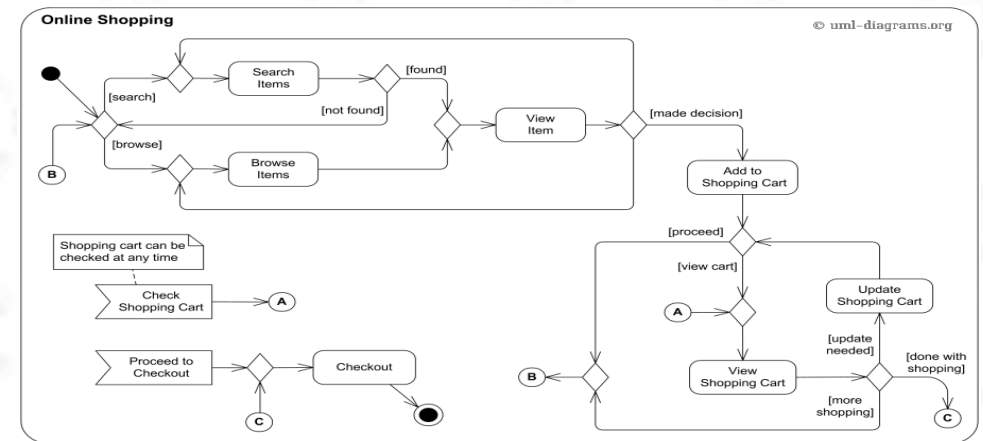 Online Shopping
© uml-diagrams.org
Search
Items
[found]
[search]
[not found]
View
Item
[made decision]
B
[browse]
Browse
Items
Add to
Shopping Cart
[proceed]
[view cart]
Shopping cart can be
checked at any time
Check
Shopping Cart
A
A
Update
Shopping Cart
[update
needed]
[done with
shopping]
Proceed to
Checkout
Checkout
B
View
Shopping Cart
[more
shopping]
C
C